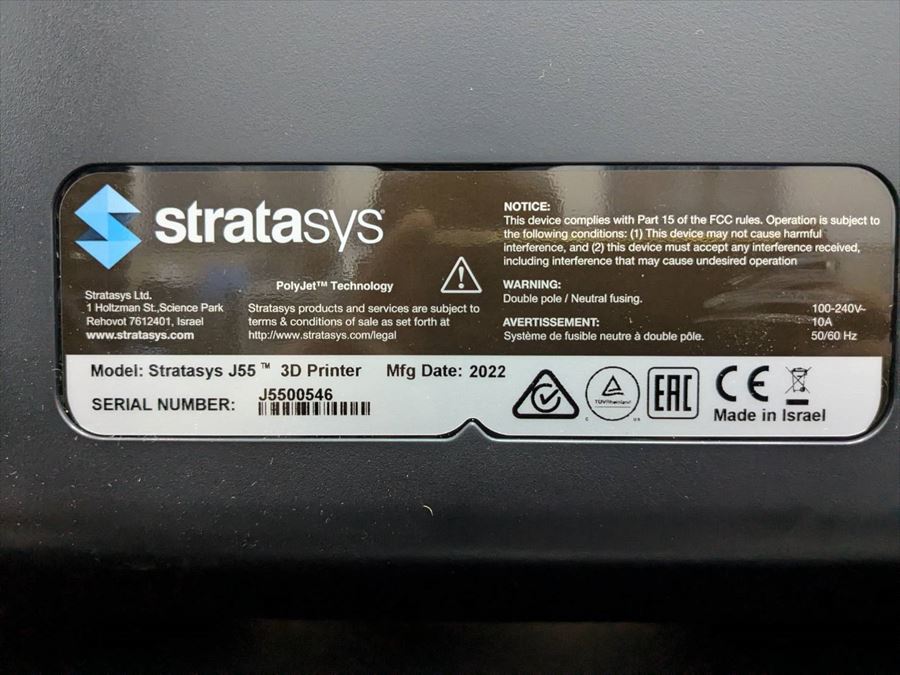 stratasys
PolyJet™ Technology
Stratasys Ltd.
1 Holtzman St.,Science Park
Rehovot 7612401, Israel
www.stratasys.com
Stratasys products and services are subject to
terms & conditions of sale as set forth at
http://www.stratasys.com/legal
NOTICE:
This device complies with Part 15 of the FCC rules. Operation is subject to
the following conditions: (1) This device may not cause harmful
interference, and (2) this device must accept any interference received,
including interference that may cause undesired operation
WARNING:
Double pole / Neutral fusing.
AVERTISSEMENT:
Système de fusible neutre à double pôle.
100-240V~
10A
50/60 Hz
Model: Stratasys J55™ 3D Printer Mfg Date: 2022
SERIAL NUMBER: J5500546
TÜVRheinland
C US
EAC
CE
Made in Israel